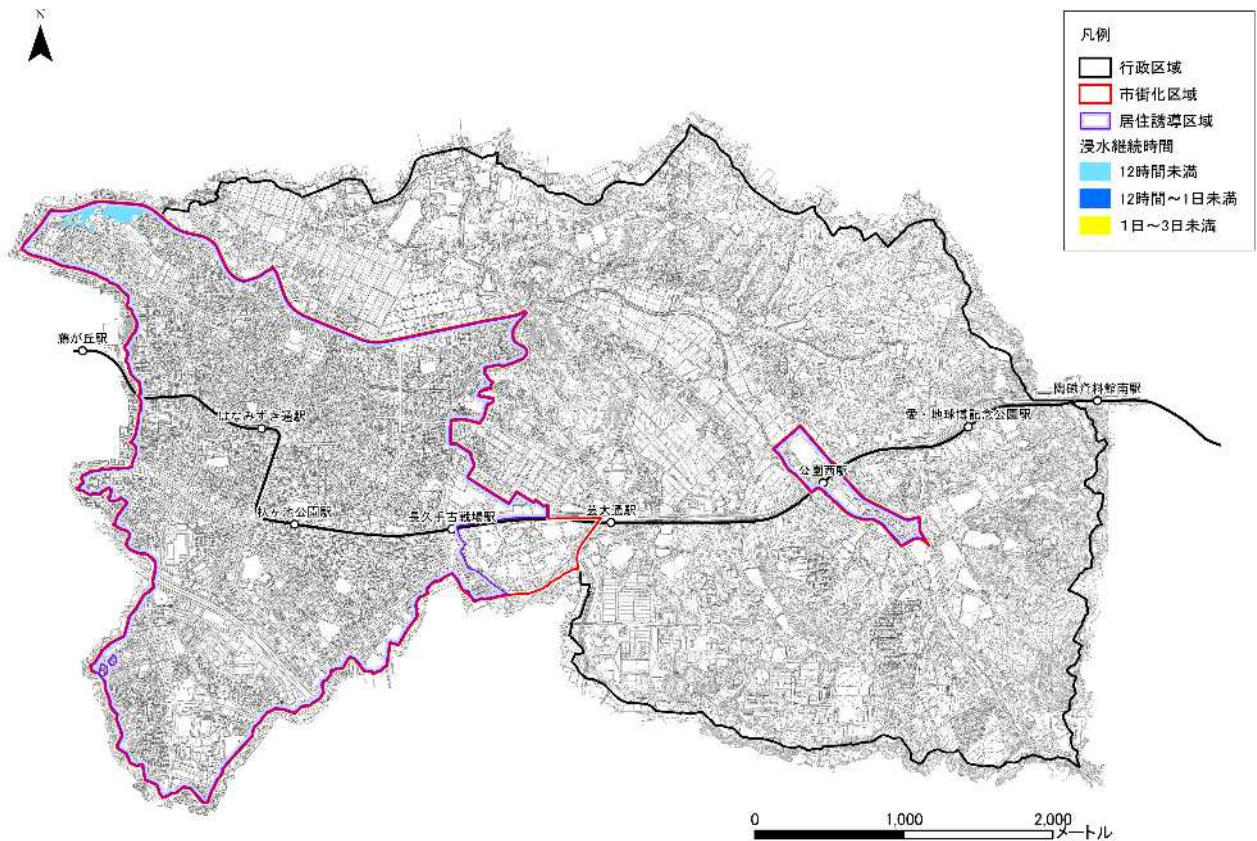 N
凡例
行政区域
市街化区域
居住誘導区域
浸水継続時間
12時間未満
12時間～1日未満
1日～3日未満
藤が丘駅
はなみずき通駅
杁ヶ池公園駅
長久手古戦場駅
芸大通駅
公園西駅
愛・地球博記念公園駅
陶磁資料館南駅
0 1,000 2,000
メートル